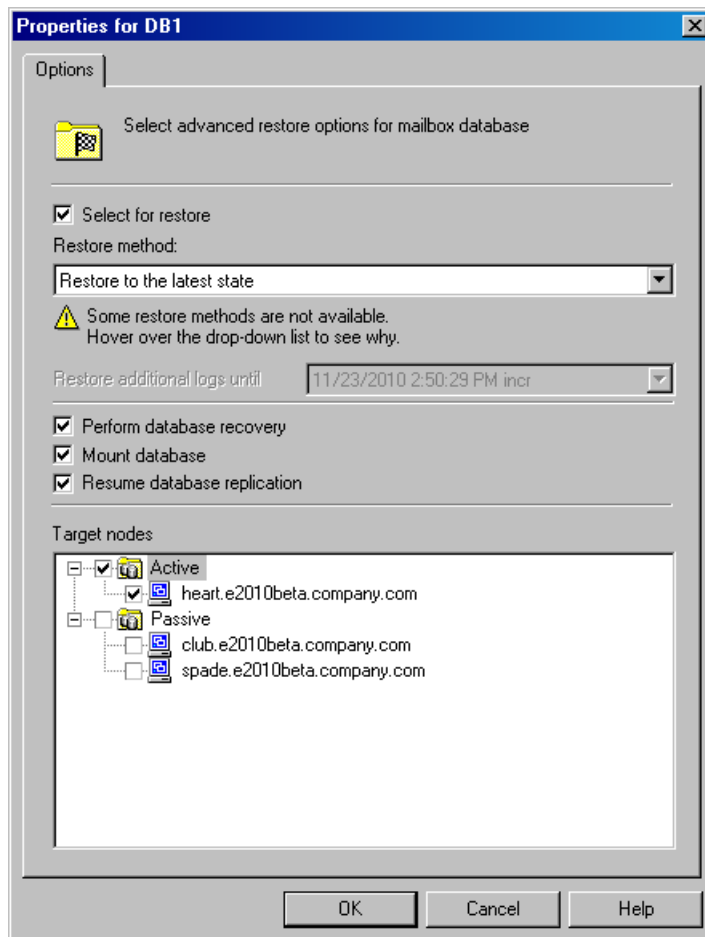 Properties for DB1
Options
Select advanced restore options for mailbox database
Select for restore
Restore method:
Restore to the latest state
Some restore methods are not available.
Hover over the drop-down list to see why.
Restore additional logs until 11/23/2010 2:50:29 PM incr
Perform database recovery
Mount database
Resume database replication
Target nodes
Active
heart.e2010beta.company.com
Passive
club.e2010beta.company.com
spade.e2010beta.company.com
OK Cancel Help